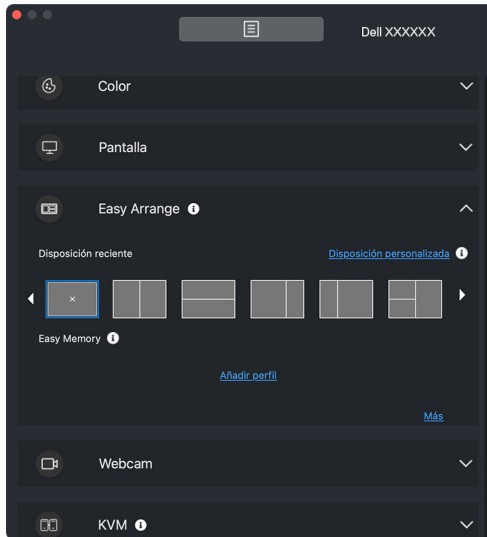 Dell XXXXXX
Color
Pantalla
Easy Arrange
Disposición reciente
Disposición personalizada
Easy Memory
Añadir perfil
Más
Webcam
KVM